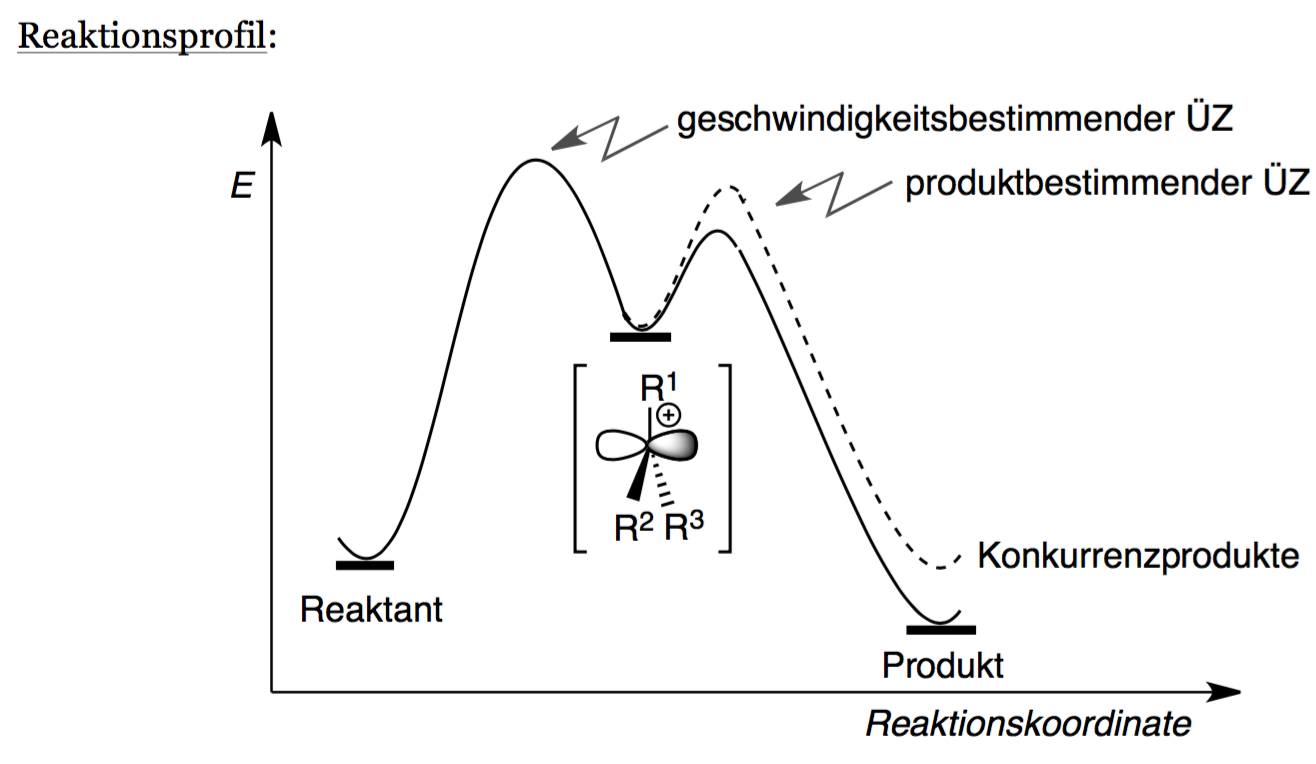 Reaktionsprofil:
geschwindigkeitsbestimmender ÜZ
E
produktbestimmender ÜZ
R¹
⊕
R² R³
Konkurrenzprodukte
Reaktant
Produkt
Reaktionskoordinate